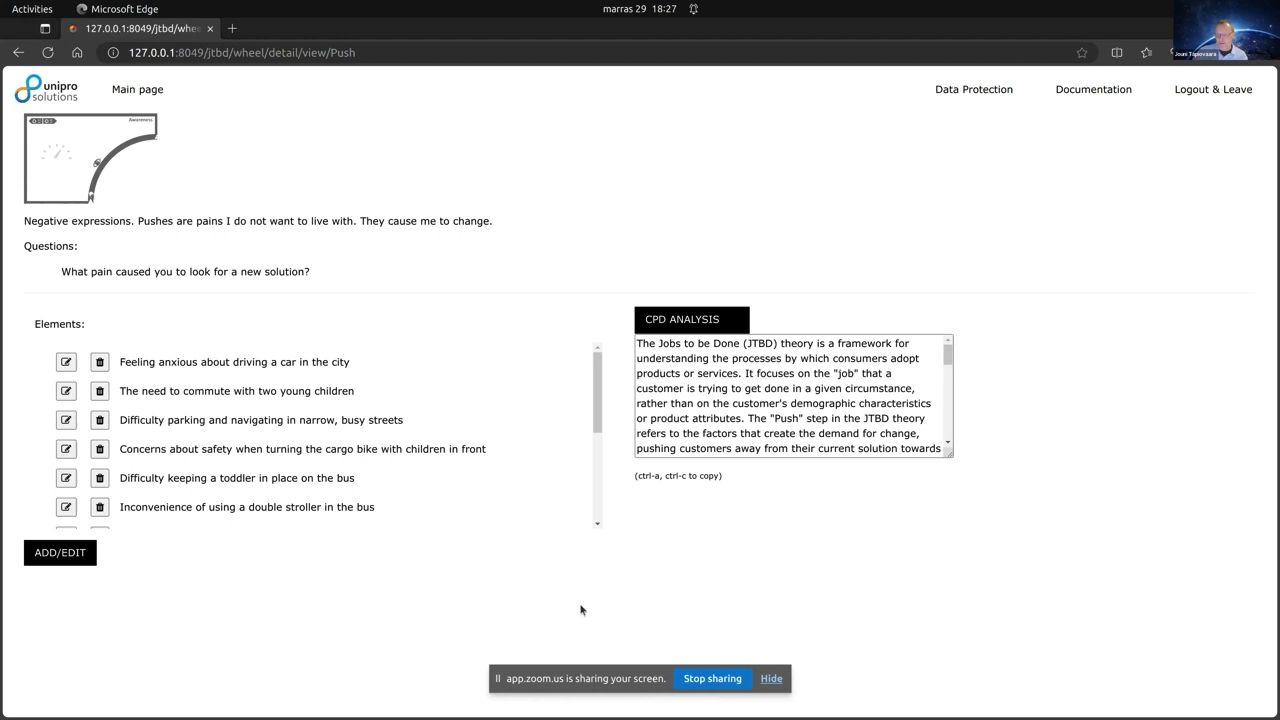 Activities
Microsoft Edge
marras 29 18:27
127.0.0.1:8049/jtbd/whe
127.0.0.1:8049/jtbd/wheel/detail/view/Push
Jouni Tapiovaara
unipro
solutions
Main page
Data Protection
Documentation
Logout & Leave
Awareness
Negative expressions. Pushes are pains I do not want to live with. They cause me to change.
Questions:
What pain caused you to look for a new solution?
Elements:
Feeling anxious about driving a car in the city
The need to commute with two young children
Difficulty parking and navigating in narrow, busy streets
Concerns about safety when turning the cargo bike with children in front
Difficulty keeping a toddler in place on the bus
Inconvenience of using a double stroller in the bus
ADD/EDIT
CPD ANALYSIS
The Jobs to be Done (JTBD) theory is a framework for
understanding the processes by which consumers adopt
products or services. It focuses on the "job" that a
customer is trying to get done in a given circumstance,
rather than on the customer's demographic characteristics
or product attributes. The "Push" step in the JTBD theory
refers to the factors that create the demand for change,
pushing customers away from their current solution towards
(ctrl-a, ctrl-c to copy)
app.zoom.us is sharing your screen.
Stop sharing
Hide